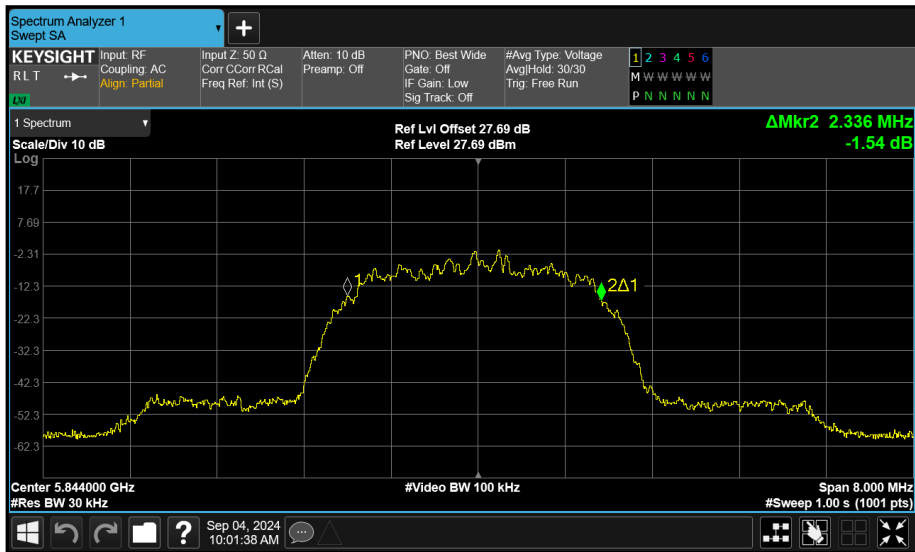 Spectrum Analyzer 1
Swept SA
+
KEYSIGHT
R L T
LXI
Input: RF
Coupling: AC
Align: Partial
Input Z: 50 Ω
Corr CCorr RCal
Freq Ref: Int (S)
Atten: 10 dB
Preamp: Off
PNO: Best Wide
Gate: Off
IF Gain: Low
Sig Track: Off
#Avg Type: Voltage
Avg|Hold: 30/30
Trig: Free Run
1 2 3 4 5 6
M W W W W W
P N N N N N
1 Spectrum
Scale/Div 10 dB
Ref Lvl Offset 27.69 dB
Ref Level 27.69 dBm
ΔMkr2 2.336 MHz
-1.54 dB
Log
17.7
7.69
-2.31
-12.3
-22.3
-32.3
-42.3
-52.3
-62.3
1
2Δ1
Center 5.844000 GHz
#Video BW 100 kHz
Span 8.000 MHz
#Res BW 30 kHz
#Sweep 1.00 s (1001 pts)
?
Sep 04, 2024
10:01:38 AM